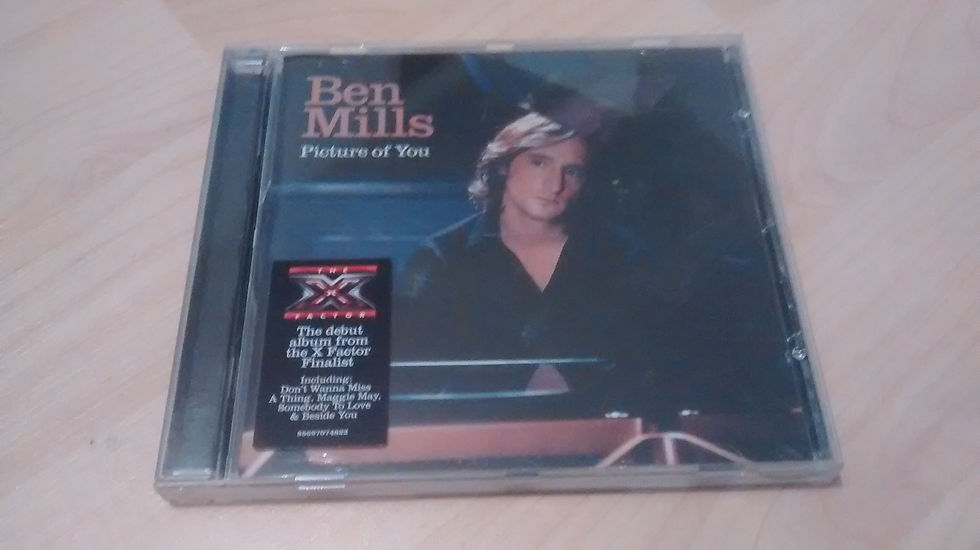 Ben
Mills
Picture of You
THE
X
FACTOR
The debut
album from
the X Factor
Finalist
Including:
Don't Wanna Miss
A Thing, Maggie May,
Somebody To Love
& Beside You